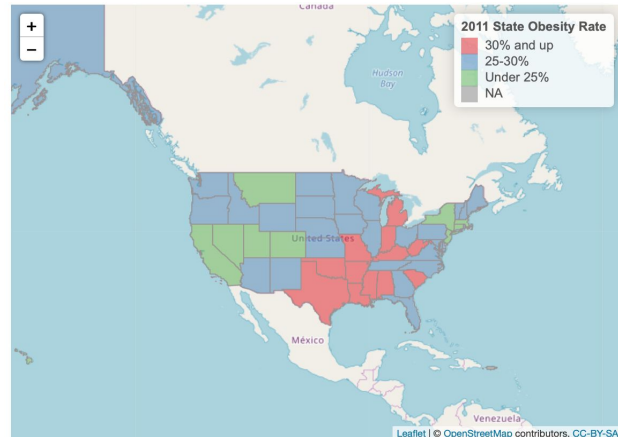 Canada
+
−
Hudson
Bay
2011 State Obesity Rate
30% and up
25-30%
Under 25%
NA
United States
México
Venezuela
Leaflet | © OpenStreetMap contributors, CC-BY-SA